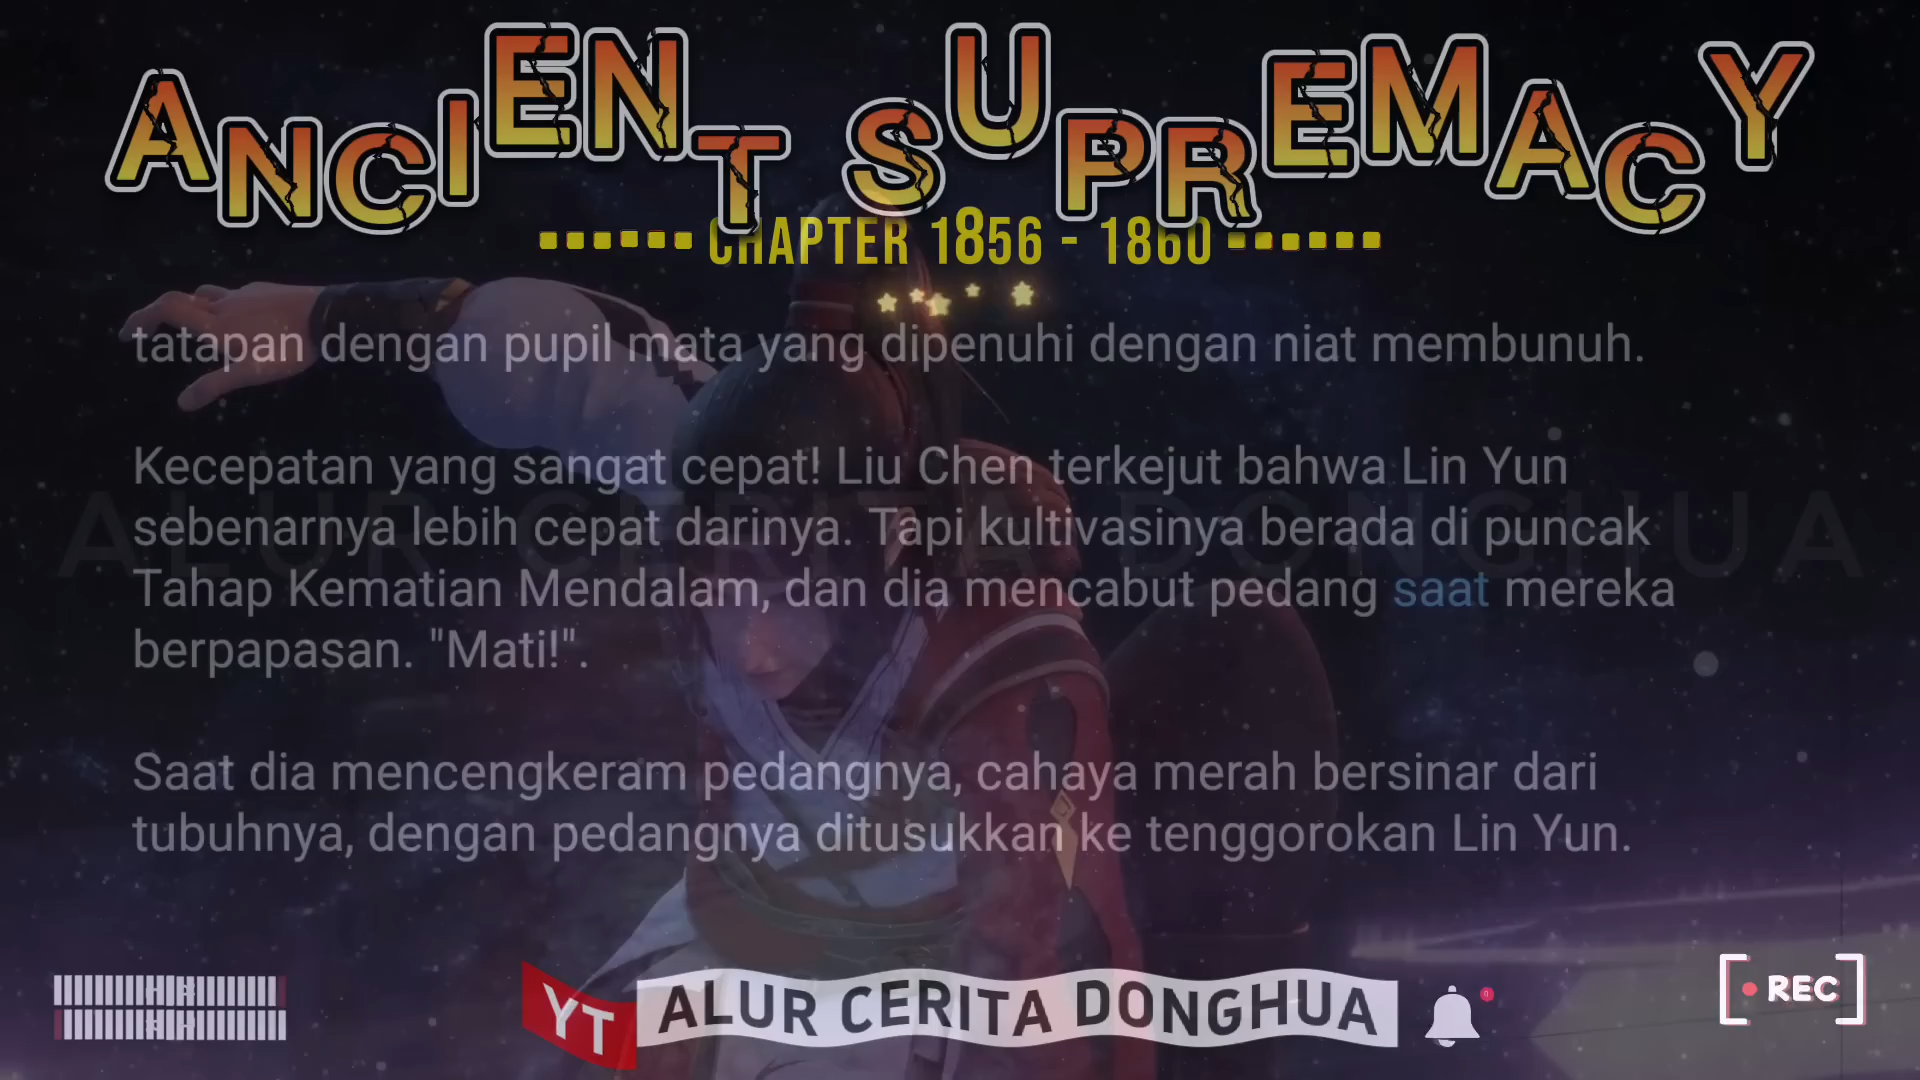 ANCIENT SUPREMACY
CHAPTER 1856 - 1860
tatapan dengan pupil mata yang dipenuhi dengan niat membunuh.
Kecepatan yang sangat cepat! Liu Chen terkejut bahwa Lin Yun
sebenarnya lebih cepat darinya. Tapi kultivasinya berada di puncak
Tahap Kematian Mendalam, dan dia mencabut pedang saat mereka
berpapasan. "Mati!".
ALUR CERITA DONGHUA
Saat dia mencengkeram pedangnya, cahaya merah bersinar dari
tubuhnya, dengan pedangnya ditusukkan ke tenggorokan Lin Yun.
YT ALUR CERITA DONGHUA
REC